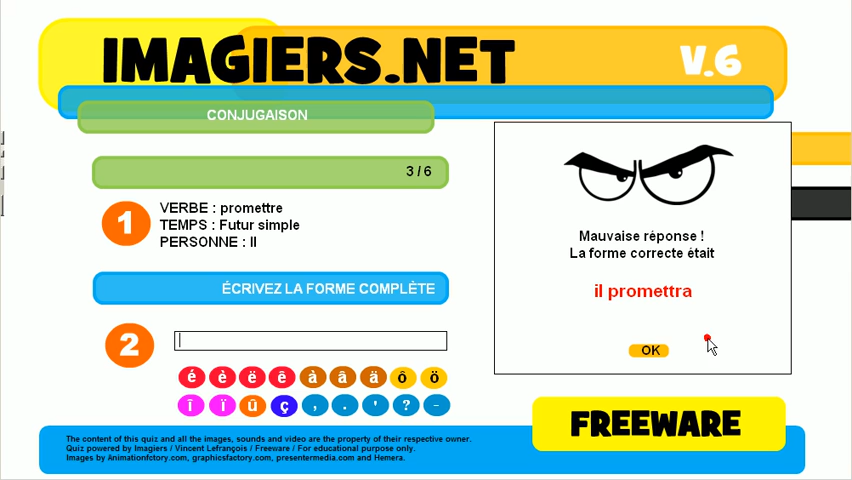 IMAGIERS.NET
V.6
CONJUGAISON
3 / 6
1
VERBE : promettre
TEMPS : Futur simple
PERSONNE : Il
ÉCRIVEZ LA FORME COMPLÈTE
2
é è ë ê à â ä ô ö
î ï û ç , . ' ? -
Mauvaise réponse !
La forme correcte était
il promettra
OK
FREEWARE
The content of this quiz and all the images, sounds and video are the property of their respective owner.
Quiz powered by Imagiers / Vincent Lefrançois / Freeware / For educational purpose only.
Images by Animationfctory.com, graphicsfactory.com, presentermedia.com and Hemera.